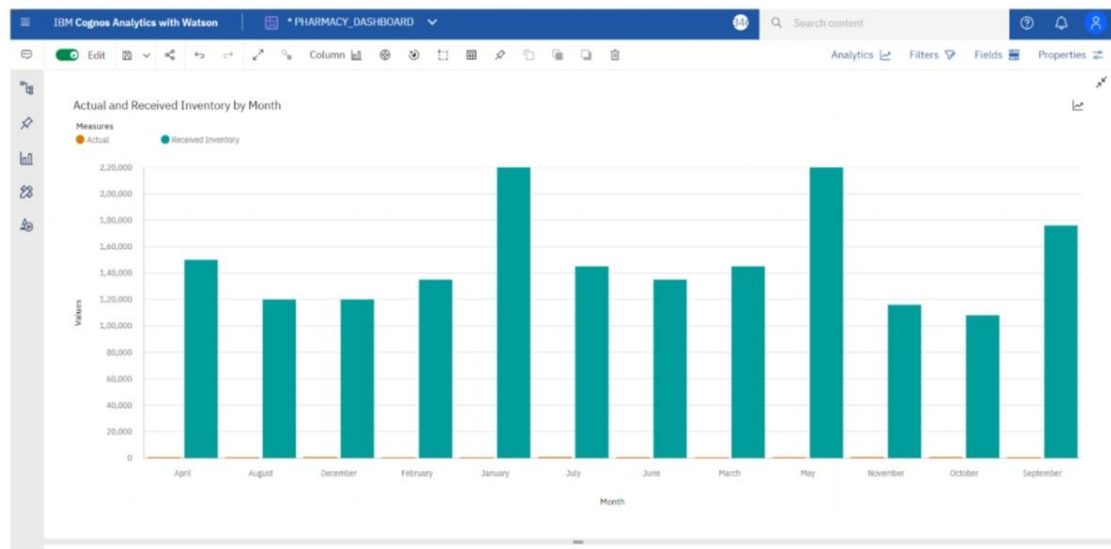 IBM Cognos Analytics with Watson
* PHARMACY_DASHBOARD
Search content
Edit
Column
Analytics
Filters
Fields
Properties
Actual and Received Inventory by Month
Measures
Actual
Received Inventory
2,20,000
2,00,000
1,80,000
1,60,000
1,40,000
1,20,000
1,00,000
80,000
60,000
40,000
20,000
0
Values
April
August
December
February
January
July
June
March
May
November
October
September
Month